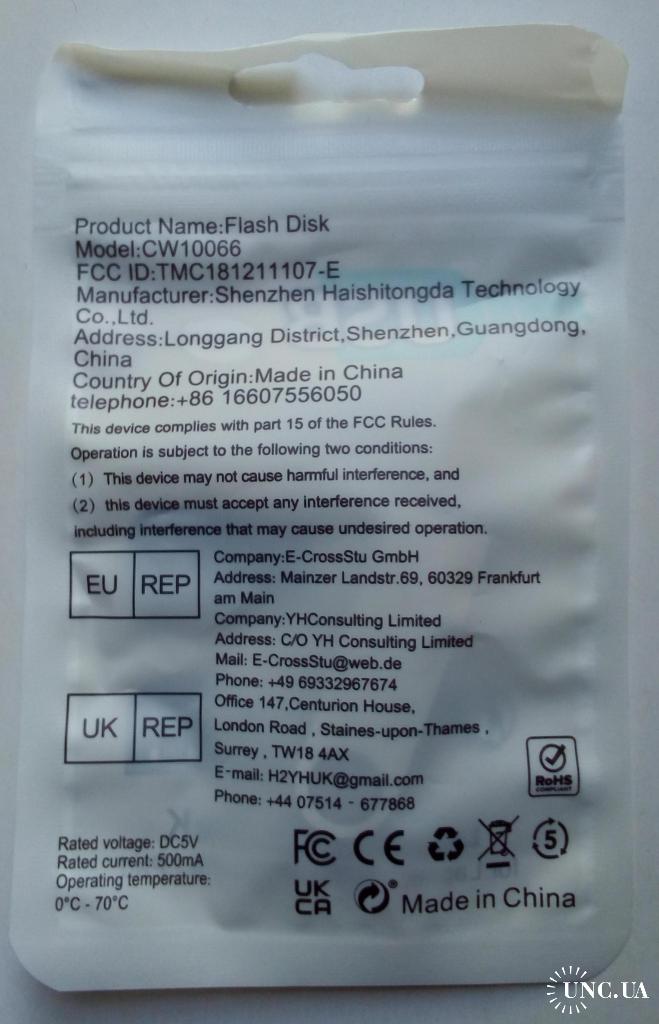 Product Name:Flash Disk
Model:CW10066
FCC ID:TMC181211107-E
Manufacturer:Shenzhen Haishitongda Technology
Co.,Ltd.
Address:Longgang District,Shenzhen,Guangdong,
China
Country Of Origin:Made in China
telephone:+86 16607556050
This device complies with part 15 of the FCC Rules.
Operation is subject to the following two conditions:
(1) This device may not cause harmful interference, and
(2) this device must accept any interference received,
including interference that may cause undesired operation.
EU REP
Company:E-CrossStu GmbH
Address: Mainzer Landstr.69, 60329 Frankfurt
am Main
Company:YHConsulting Limited
Address: C/O YH Consulting Limited
Mail: E-CrossStu@web.de
Phone: +49 69332967674
UK REP
Office 147,Centurion House,
London Road , Staines-upon-Thames ,
Surrey , TW18 4AX
E-mail: H2YHUK@gmail.com
Phone: +44 07514 - 677868
RoHS
COMPLIANT
Rated voltage: DC5V
Rated current: 500mA
Operating temperature:
0°C - 70°C
FC CE 5
UK
CA
® Made in China
UNC.UA